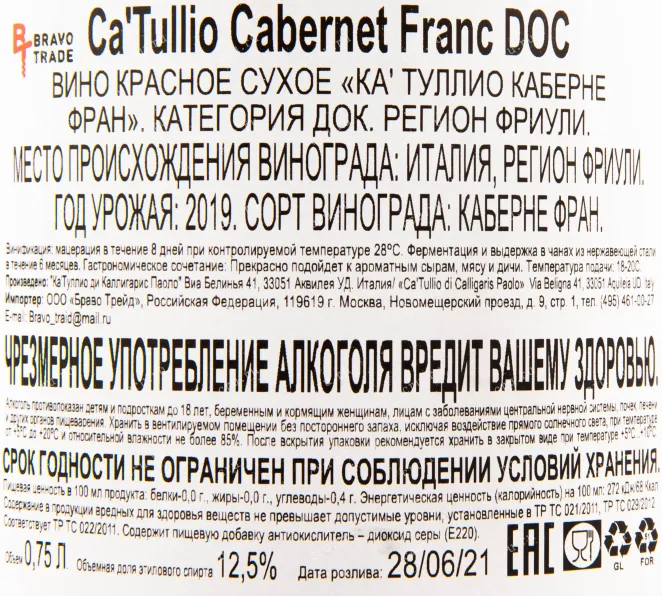 BRAVO
TRADE
Ca'Tullio Cabernet Franc DOC
ВИНО КРАСНОЕ СУХОЕ «КА' ТУЛЛИО КАБЕРНЕ
ФРАН». КАТЕГОРИЯ ДОК. РЕГИОН ФРИУЛИ.
МЕСТО ПРОИСХОЖДЕНИЯ ВИНОГРАДА: ИТАЛИЯ, РЕГИОН ФРИУЛИ.
ГОД УРОЖАЯ: 2019. СОРТ ВИНОГРАДА: КАБЕРНЕ ФРАН.
Винификация: мацерация в течение 8 дней при контролируемой температуре 28°С. Ферментация и выдержка в чанах из нержавеющей стали
в течение 6 месяцев. Гастрономическое сочетание: Прекрасно подойдет к ароматным сырам, мясу и дичи. Температура подачи: 18-20С.
Произведено: "КаТуллио ди Каллигарис Паоло" Виа Белинья 41, 33051 Аквилея УД. Италия/ «Ca'Tullio di Calligaris Paolo» Via Beligna 41, 33051 Aquileia UD. Italy
Импортер: ООО «Браво Трейд», Российская Федерация, 119619 г. Москва, Новомещерский проезд, д. 9, стр. 1, тел. (495) 461-00-27
E-mail: Bravo_traid@mail.ru
ЧРЕЗМЕРНОЕ УПОТРЕБЛЕНИЕ АЛКОГОЛЯ ВРЕДИТ ВАШЕМУ ЗДОРОВЬЮ.
Алкоголь противопоказан детям и подросткам до 18 лет, беременным и кормящим женщинам, лицам с заболеваниями центральной нервной системы, почек, печени
и других органов пищеварения. Хранить в вентилируемом помещении без постороннего запаха, исключая воздействие прямого солнечного света, при температуре
от +5°С до +20°С и относительной влажности не более 85%. После вскрытия упаковки рекомендуется хранить в закрытом виде при температуре +5°С..+10°С
СРОК ГОДНОСТИ НЕ ОГРАНИЧЕН ПРИ СОБЛЮДЕНИИ УСЛОВИЙ ХРАНЕНИЯ.
Пищевая ценность в 100 мл продукта: белки-0,0 г., жиры-0,0 г., углеводы-0,4 г. Энергетическая ценность (калорийность) на 100 мл: 272 кДж/68 Ккал
Содержание в продукции вредных для здоровья веществ не превышает допустимые уровни, установленные в ТР ТС 021/2011, ТР ТС 029/2012
Соответствует ТР ТС 022/2011. Содержит пищевую добавку антиокислитель – диоксид серы (Е220).
Объем 0,75 Л Объемная доля этилового спирта 12,5% Дата розлива: 28/06/21 EAC
GL FOR